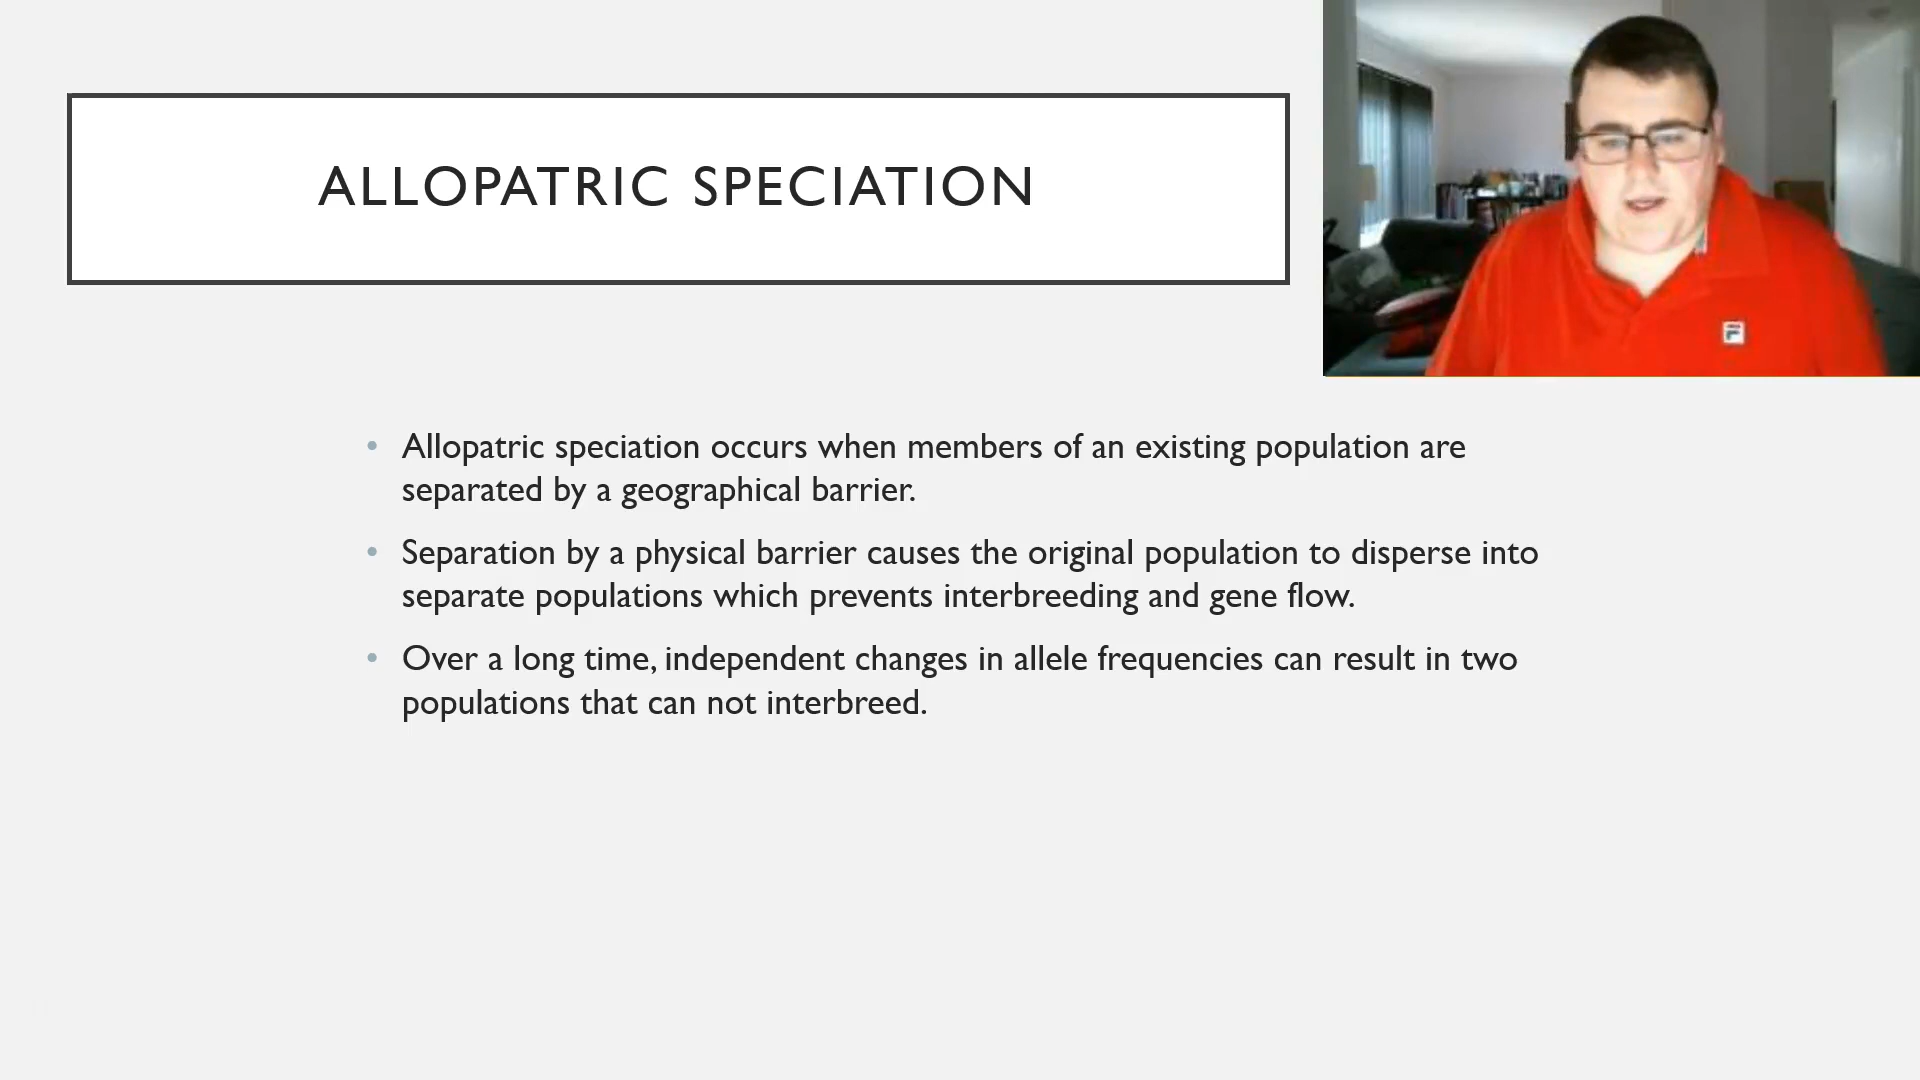 ALLOPATRIC SPECIATION
• Allopatric speciation occurs when members of an existing population are
separated by a geographical barrier.
• Separation by a physical barrier causes the original population to disperse into
separate populations which prevents interbreeding and gene flow.
• Over a long time, independent changes in allele frequencies can result in two
populations that can not interbreed.